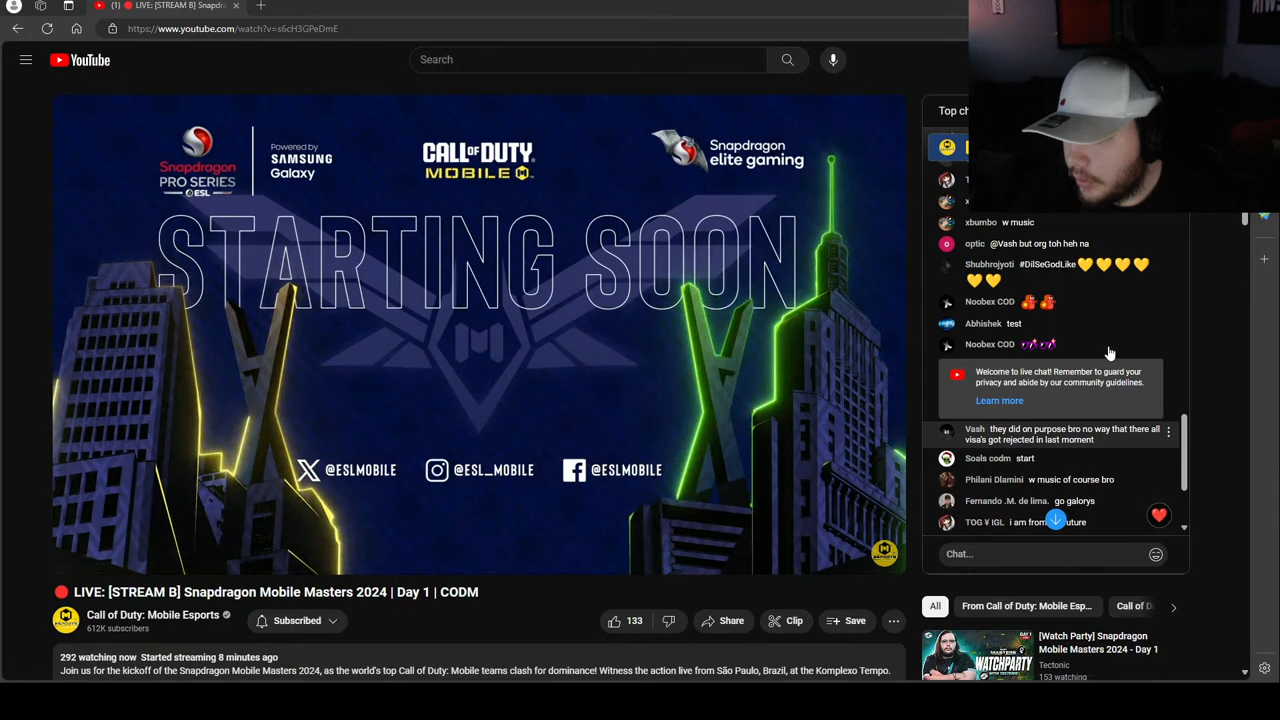 (1) 🔴 LIVE: [STREAM B] Snapdr
https://www.youtube.com/watch?v=s6cH3GPeDmE
YouTube
Search
Snapdragon
PRO SERIES
ESL
Powered by
SAMSUNG
Galaxy
CALL OF DUTY
MOBILE
Snapdragon
elite gaming
STARTING SOON
@ESLMOBILE
@ESL_MOBILE
@ESLMOBILE
Top ch
xbumbo w music
optic @Vash but org toh heh na
Shubhrojyoti #DilSeGodLike💛💛💛💛
💛💛
Noobex COD
Abhishek test
Noobex COD
Welcome to live chat! Remember to guard your
privacy and abide by our community guidelines.
Learn more
Vash they did on purpose bro no way that there all
visa's got rejected in last moment
Soals codm start
Philani Dlamini w music of course bro
Fernando .M. de lima. go galorys
TOG ¥ IGL i am from uture
Chat...
🔴 LIVE: [STREAM B] Snapdragon Mobile Masters 2024 | Day 1 | CODM
Call of Duty: Mobile Esports
612K subscribers
Subscribed
133
Share
Clip
Save
292 watching now Started streaming 8 minutes ago
Join us for the kickoff of the Snapdragon Mobile Masters 2024, as the world's top Call of Duty: Mobile teams clash for dominance! Witness the action live from São Paulo, Brazil, at the Komplexo Tempo.
All
From Call of Duty: Mobile Esp...
Call of D
[Watch Party] Snapdragon
Mobile Masters 2024 - Day 1
Tectonic
153 watching
MASTERS
WATCHPARTY